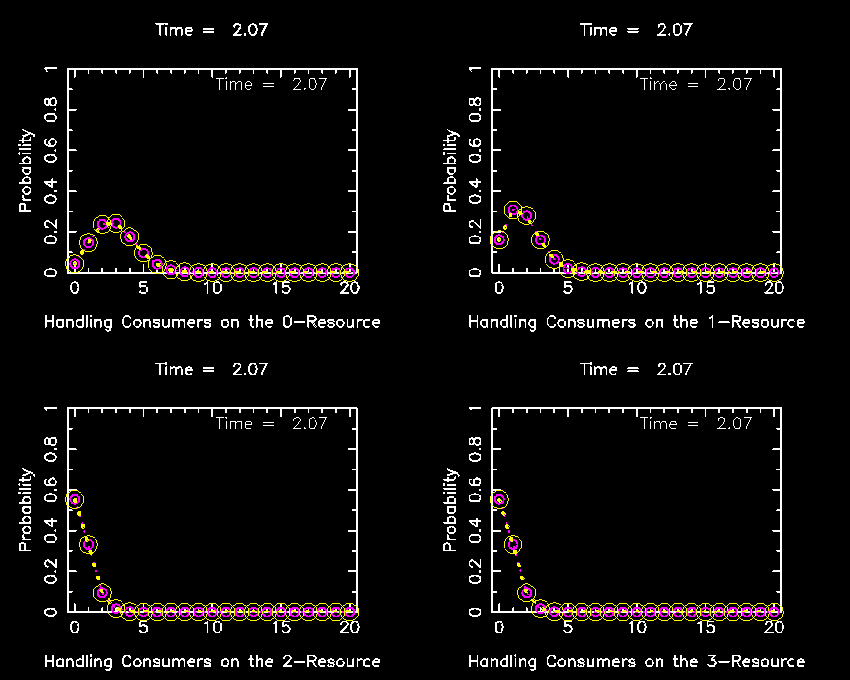 Time = 2.07
Time = 2.07
1
0.8
0.6
0.4
0.2
0
Probability
Time = 2.07
0 5 10 15 20
Handling Consumers on the 0-Resource
1
0.8
0.6
0.4
0.2
0
Probability
Time = 2.07
0 5 10 15 20
Handling Consumers on the 1-Resource
Time = 2.07
Time = 2.07
1
0.8
0.6
0.4
0.2
0
Probability
Time = 2.07
0 5 10 15 20
Handling Consumers on the 2-Resource
1
0.8
0.6
0.4
0.2
0
Probability
Time = 2.07
0 5 10 15 20
Handling Consumers on the 3-Resource